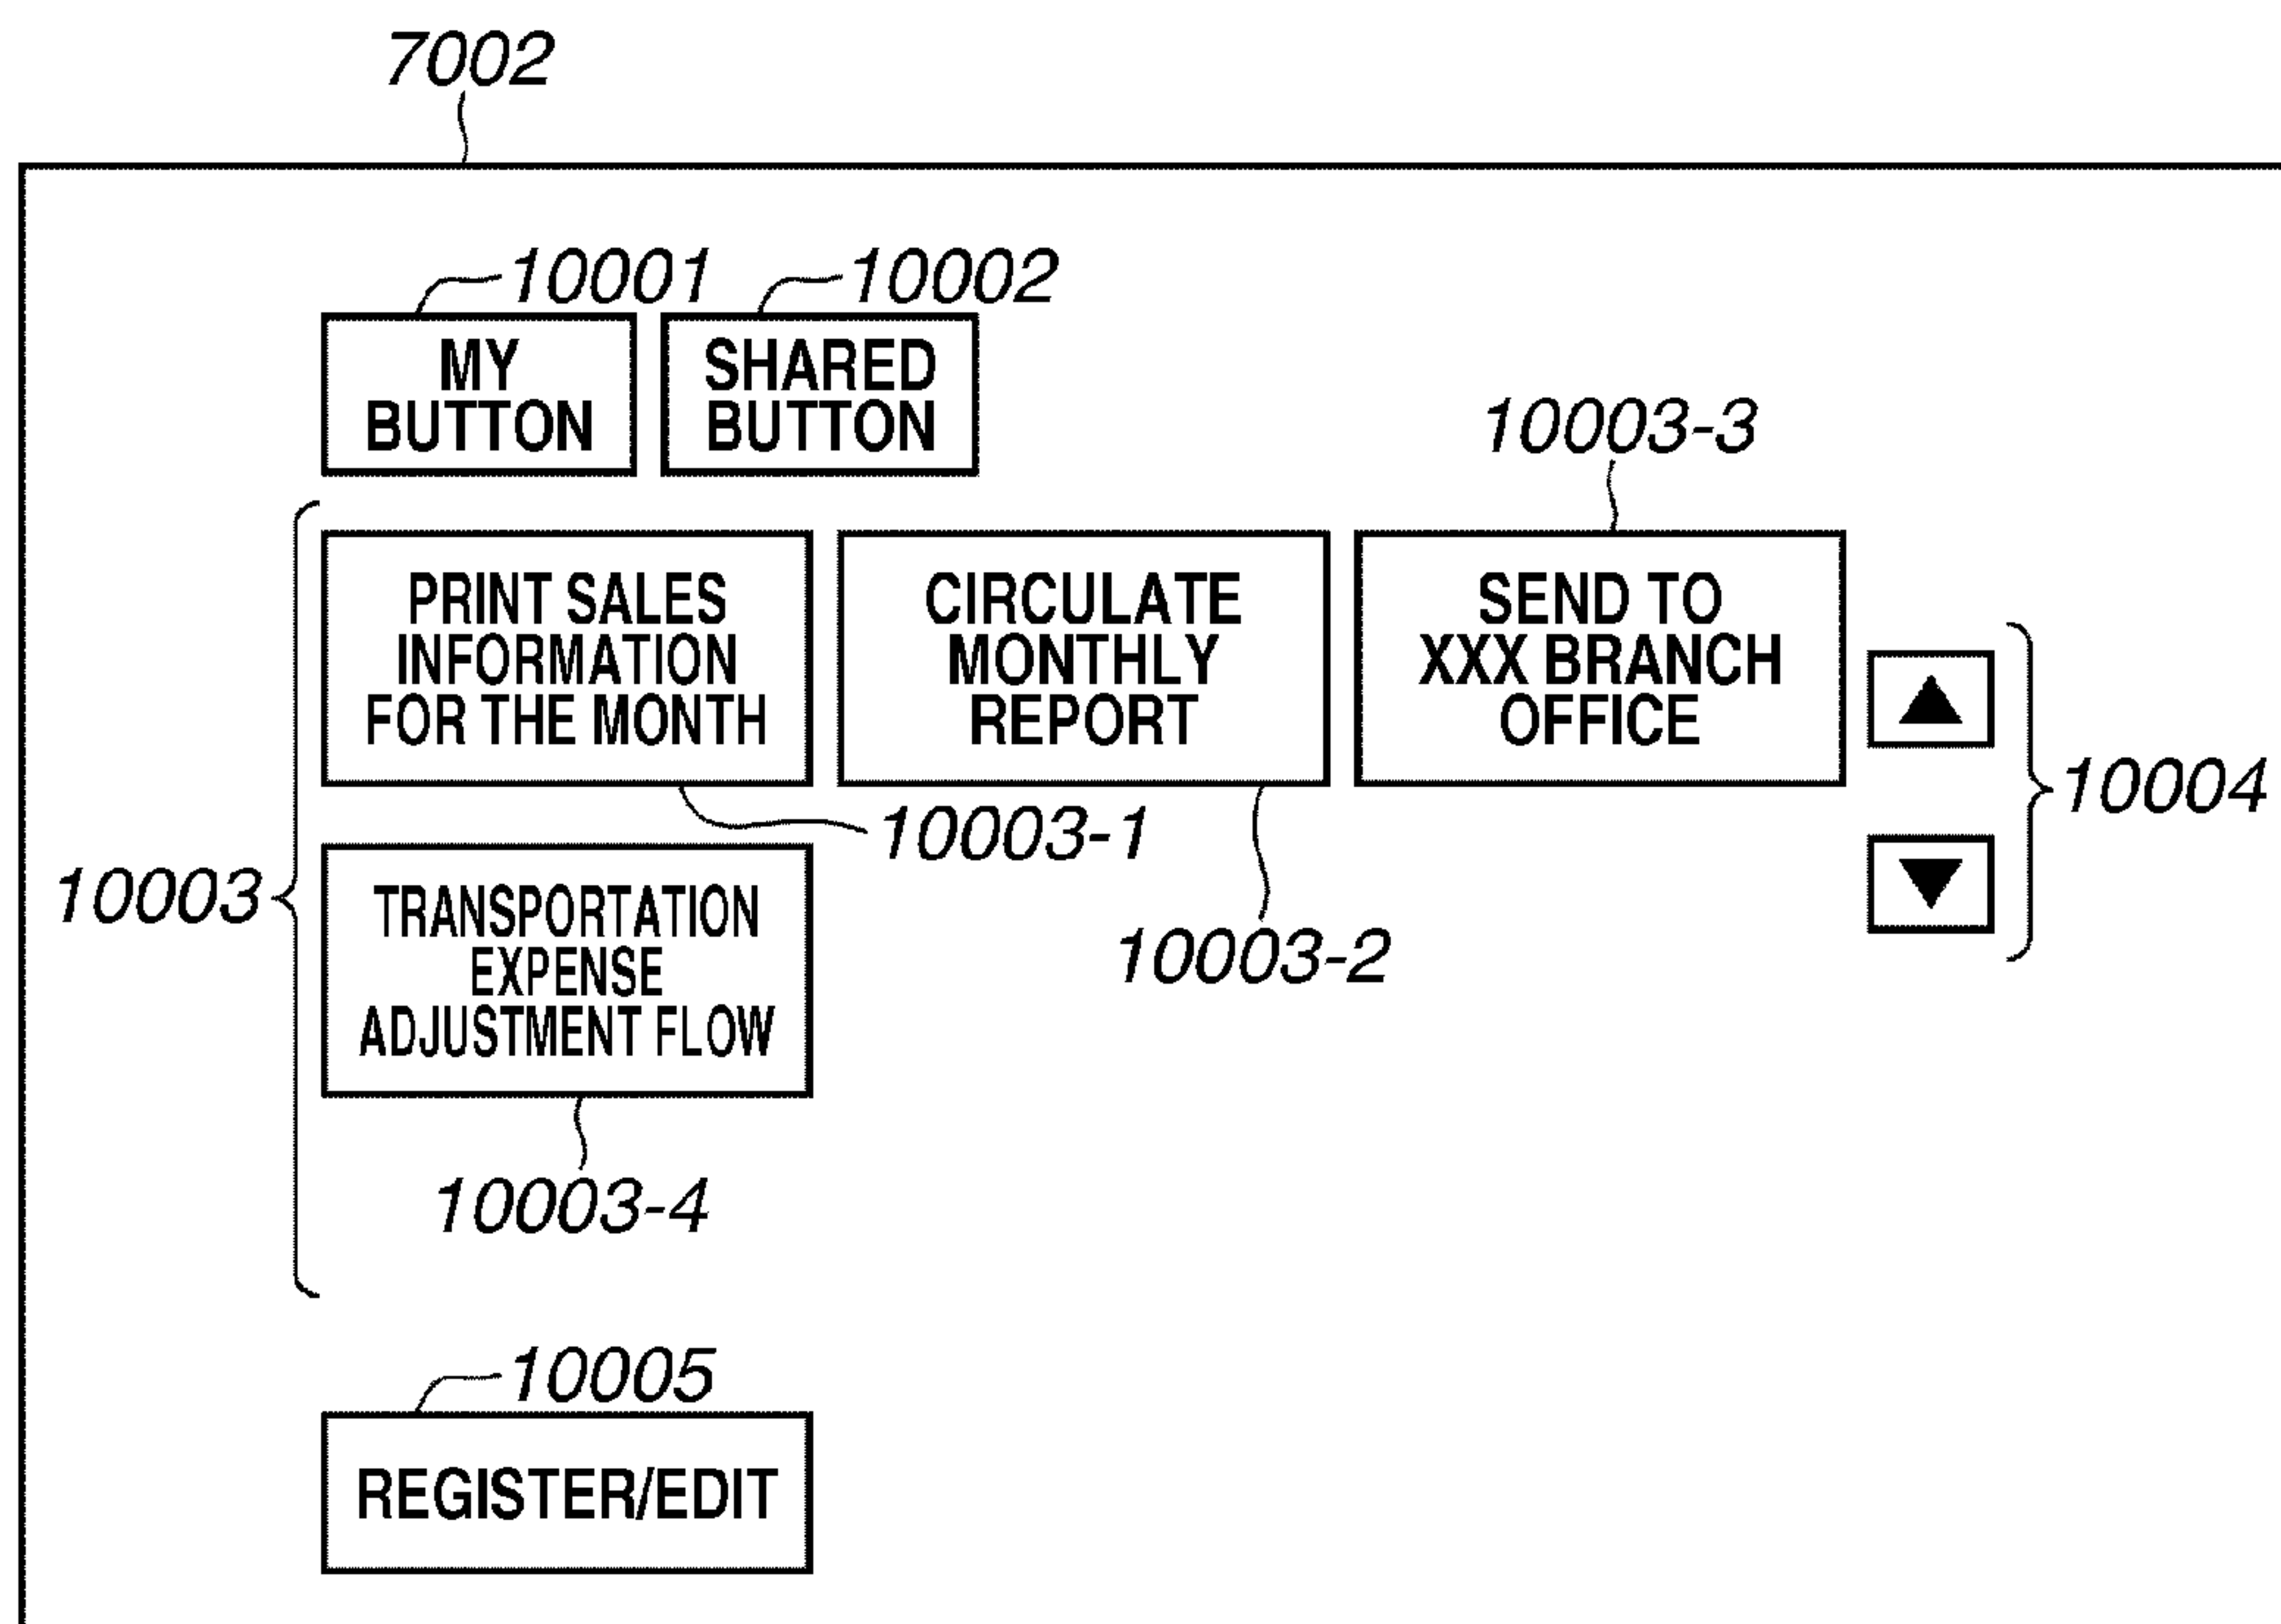 7002
10001
10002
MY
BUTTON
SHARED
BUTTON
10003-3
PRINT SALES
INFORMATION
FOR THE MONTH
CIRCULATE
MONTHLY
REPORT
SEND TO
XXX BRANCH
OFFICE
10004
10003-1
10003
10003-2
TRANSPORTATION
EXPENSE
ADJUSTMENT FLOW
10003-4
10005
REGISTER/EDIT